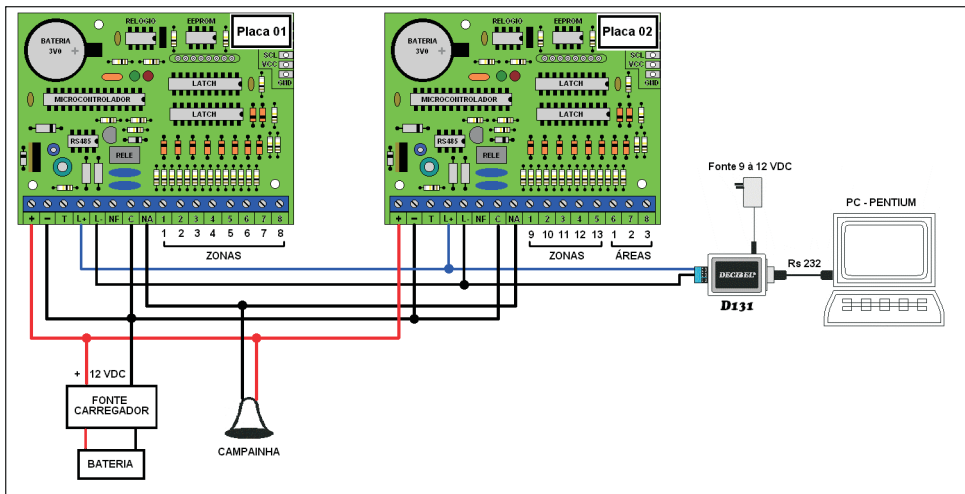 RELOGIO
EEPROM
Placa 01
BATERIA
3V0
+
SCL
VCC
GND
LATCH
MICROCONTROLADOR
LATCH
RS485
RELE
+ − T L+ L- NF C NA 1 2 3 4 5 6 7 8
1 2 3 4 5 6 7 8
ZONAS
RELOGIO
EEPROM
Placa 02
BATERIA
3V0
+
SCL
VCC
GND
LATCH
MICROCONTROLADOR
LATCH
RS485
RELE
+ − T L+ L- NF C NA 1 2 3 4 5 6 7 8
9 10 11 12 13 1 2 3
ZONAS ÁREAS
Fonte 9 à 12 VDC
PC - PENTIUM
Rs 232
DECIBEL
D131
+ 12 VDC
FONTE
CARREGADOR
BATERIA
CAMPAINHA